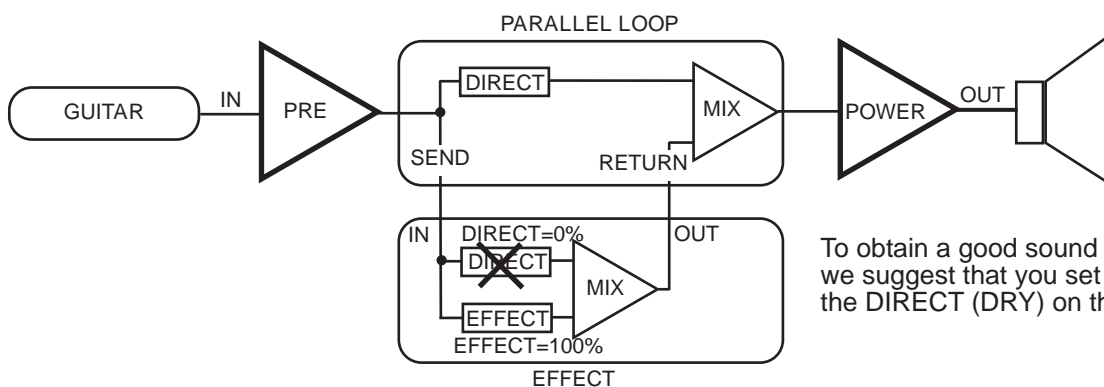 PARALLEL LOOP
GUITAR
IN
PRE
DIRECT
MIX
SEND
RETURN
POWER
OUT
IN
DIRECT=0%
OUT
DIRECT
MIX
EFFECT
EFFECT=100%
EFFECT
To obtain a good sound
we suggest that you set
the DIRECT (DRY) on th